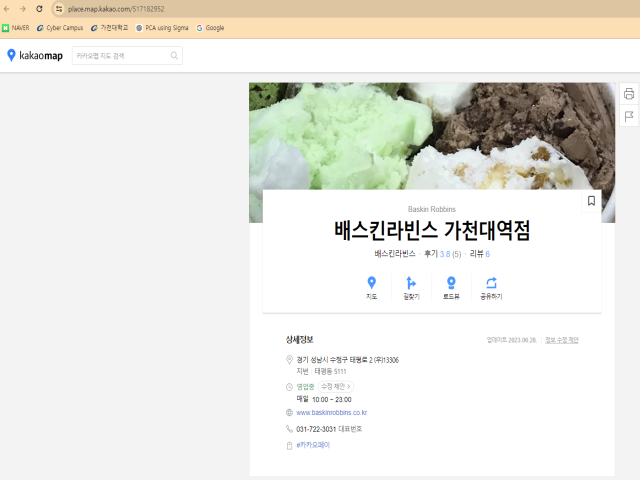 place.map.kakao.com/517182952
NAVER Cyber Campus 가천대학교 PCA using Sigma Google
kakaomap 카카오맵 지도 검색
Baskin Robbins
배스킨라빈스 가천대역점
배스킨라빈스 · 후기 3.8 (5) · 리뷰 6
지도 길찾기 로드뷰 공유하기
상세정보 업데이트 2023.06.28. 정보 수정 제안
경기 성남시 수정구 태평로 2 (우)13306
지번 태평동 5111
영업중 수정 제안 >
매일 10:00 ~ 23:00
www.baskinrobbins.co.kr
031-722-3031 대표번호
#카카오페이